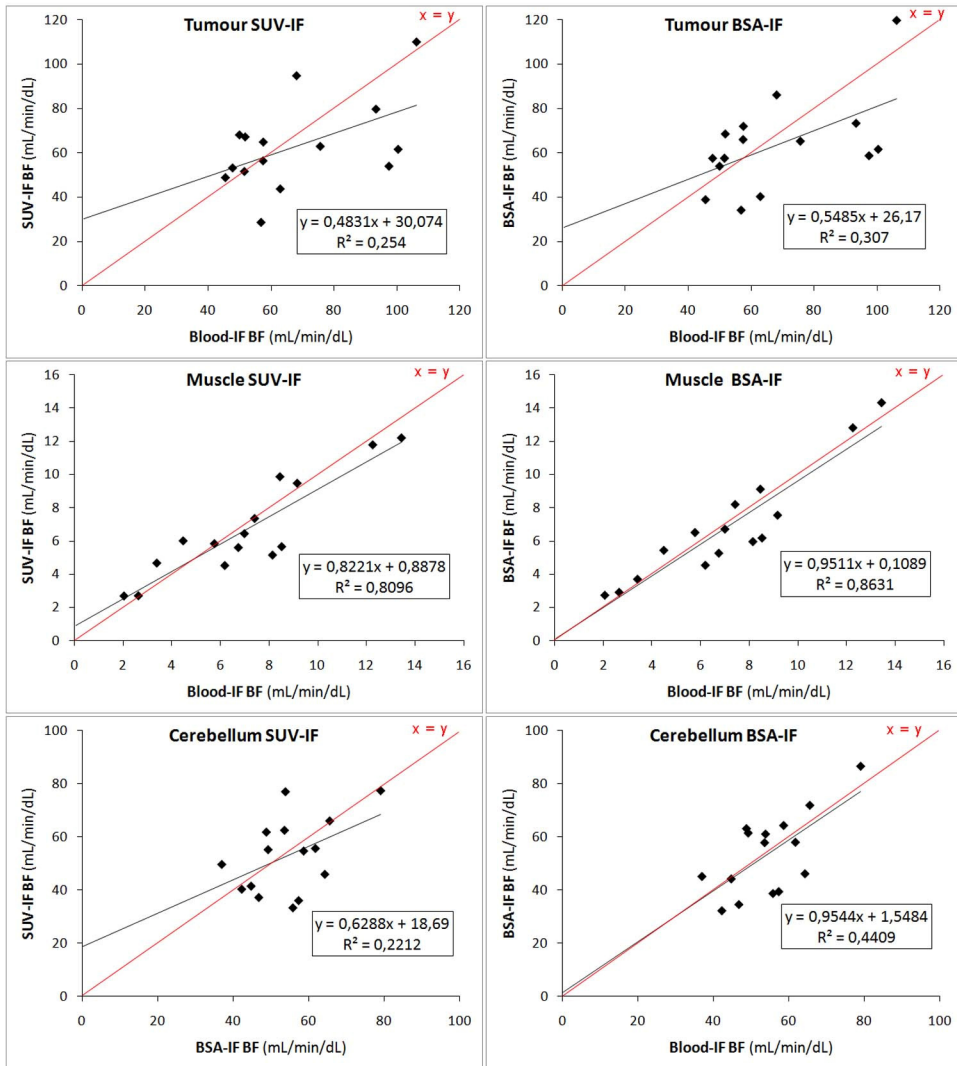 Tumour SUV-IF
x = y
SUV-IF BF (mL/min/dL)
120
100
80
60
40
20
0
y = 0,4831x + 30,074
R² = 0,254
0 20 40 60 80 100 120
Blood-IF BF (mL/min/dL)
Tumour BSA-IF
x = y
BSA-IF BF (mL/min/dL)
120
100
80
60
40
20
0
y = 0,5485x + 26,17
R² = 0,307
0 20 40 60 80 100 120
Blood-IF BF (mL/min/dL)
Muscle SUV-IF
x = y
SUV-IF BF (mL/min/dL)
16
14
12
10
8
6
4
2
0
y = 0,8221x + 0,8878
R² = 0,8096
0 2 4 6 8 10 12 14 16
Blood-IF BF (mL/min/dL)
Muscle BSA-IF
x = y
BSA-IF BF (mL/min/dL)
16
14
12
10
8
6
4
2
0
y = 0,9511x + 0,1089
R² = 0,8631
0 2 4 6 8 10 12 14 16
Blood-IF BF (mL/min/dL)
Cerebellum SUV-IF
x = y
SUV-IF BF (mL/min/dL)
100
80
60
40
20
0
y = 0,6288x + 18,69
R² = 0,2212
0 20 40 60 80 100
BSA-IF BF (mL/min/dL)
Cerebellum BSA-IF
x = y
BSA-IF BF (mL/min/dL)
100
80
60
40
20
0
y = 0,9544x + 1,5484
R² = 0,4409
0 20 40 60 80 100
Blood-IF BF (mL/min/dL)